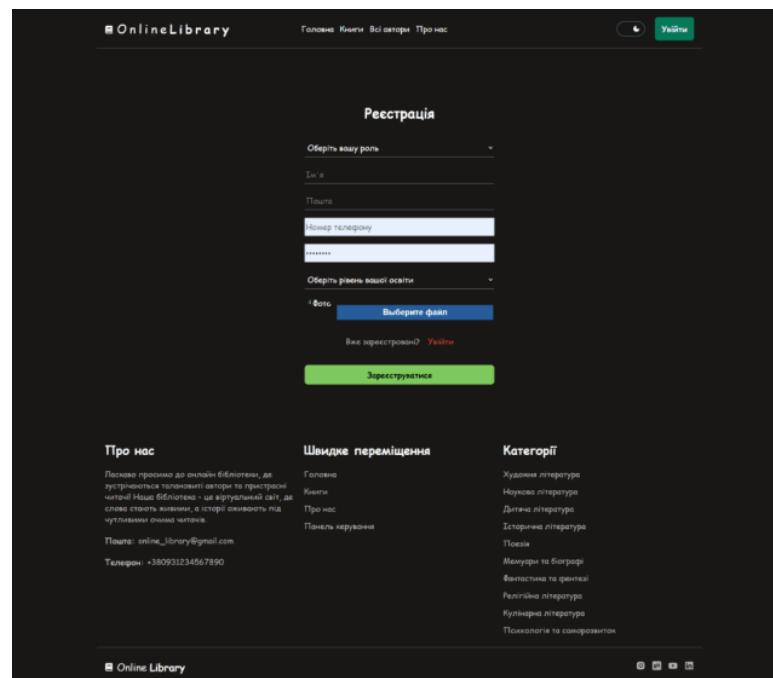 OnlineLibrary
Головна Книги Всі автори Про нас
Увійти
Реєстрація
Оберіть вашу роль
Ім'я
Пошта
Номер телефону
Оберіть рівень вашої освіти
Фото
Выберите файл
Вже зареєстровані? Увійти
Зареєструватися
Про нас
Ласкаво просимо до онлайн бібліотеки, де
зустрічаються талановиті автори та пристрасні
читачі! Наша бібліотека - це віртуальний світ, де
слова стають живими, а історії оживають під
чутливими очима читачів.
Пошта: online_library@gmail.com
Телефон: +380931234567890
Швидке переміщення
Головна
Книги
Про нас
Панель керування
Категорії
Художня література
Наукова література
Дитяча література
Історична література
Поезія
Мемуари та біографі
Фантастика та фентезі
Релігійна література
Кулінарна література
Психологія та саморозвиток
Online Library